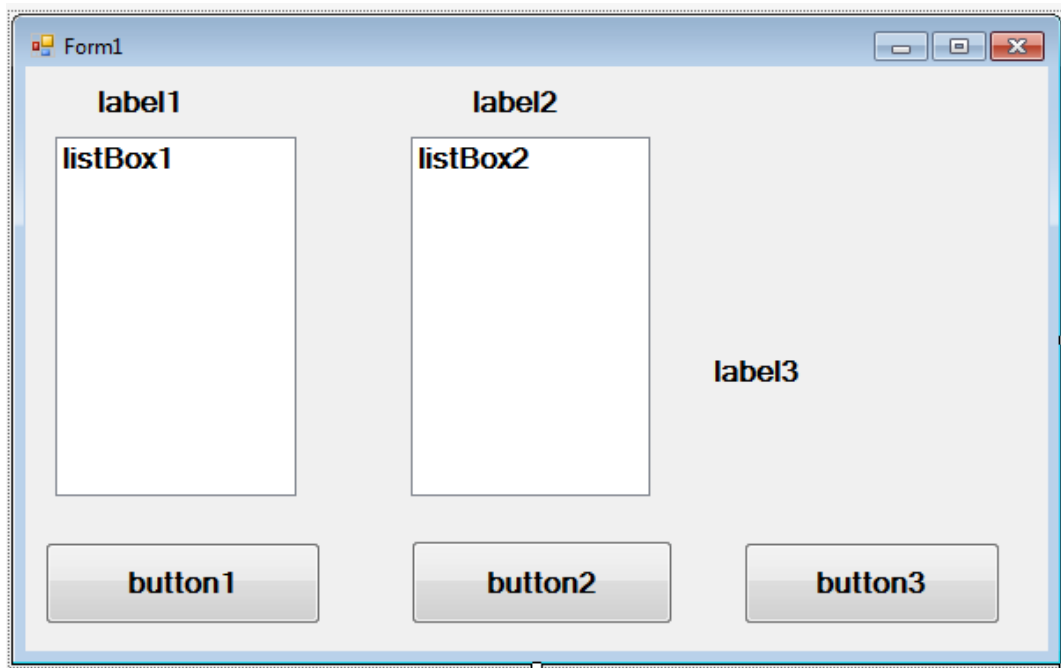 Form1
label1
label2
listBox1
listBox2
label3
button1
button2
button3